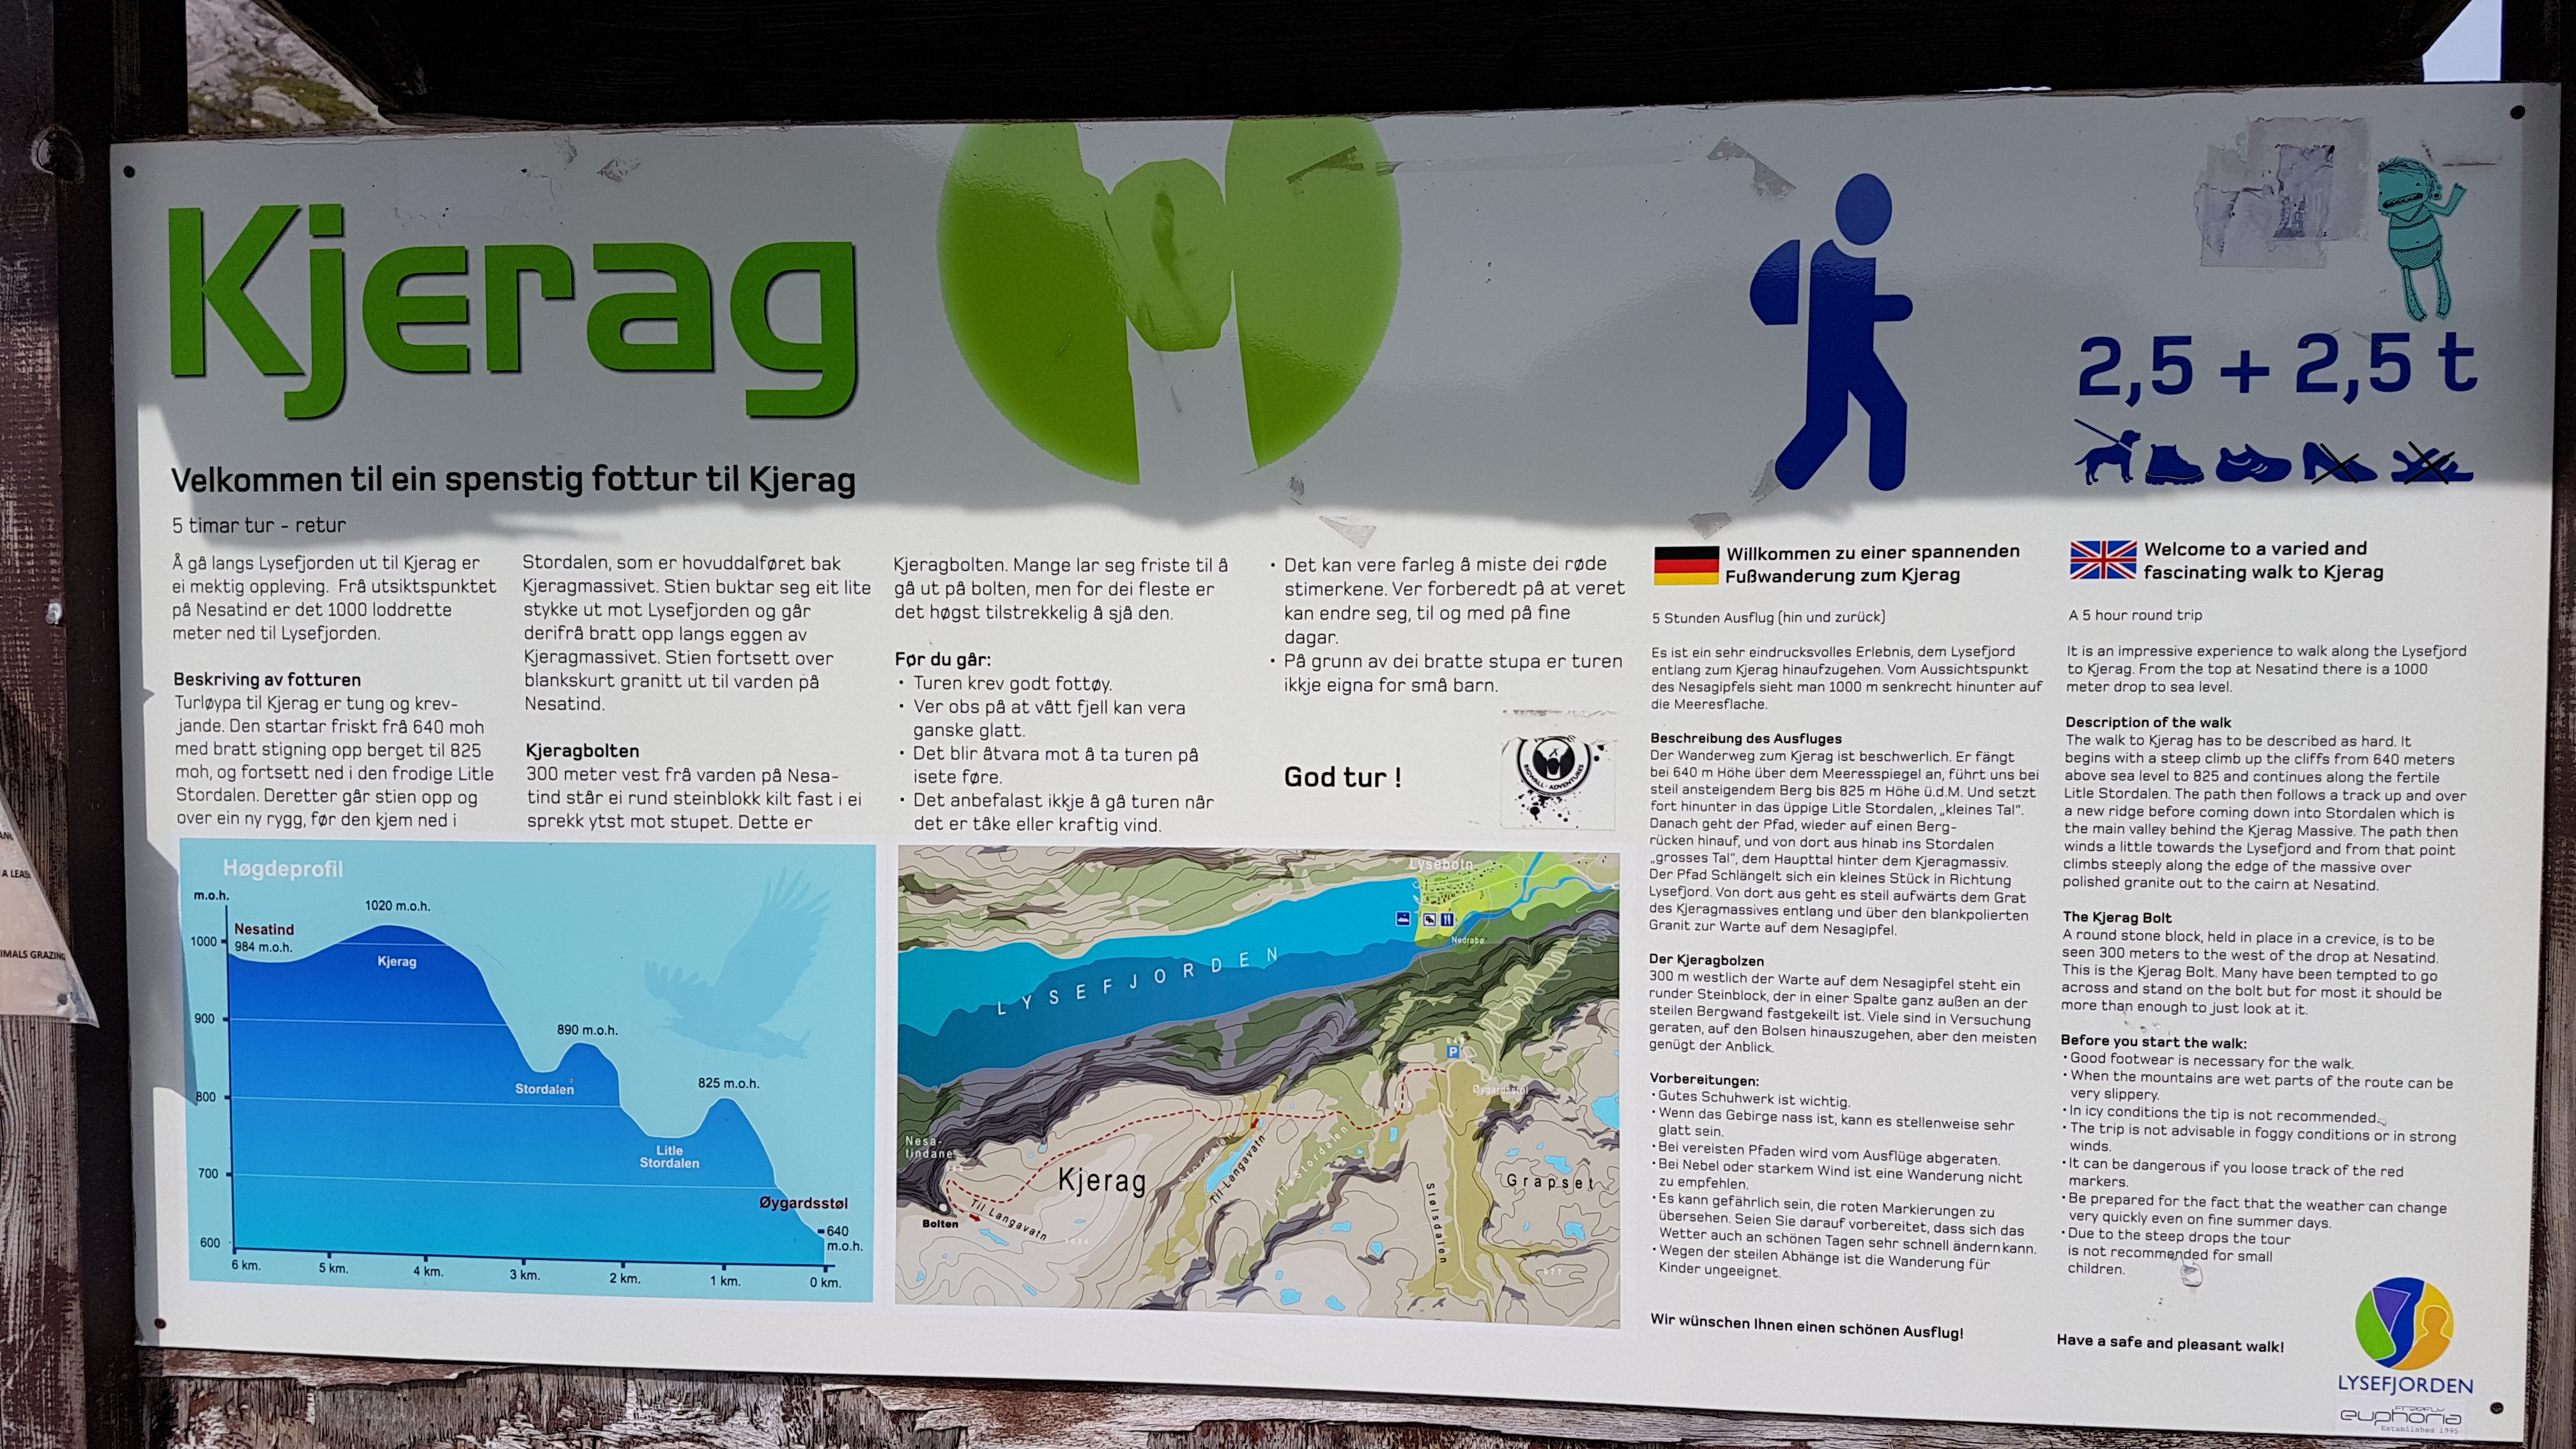 Kjerag
2,5 + 2,5 t
Velkommen til ein spenstig fottur til Kjerag
5 timar tur - retur
Å gå langs Lysefjorden ut til Kjerag er
ei mektig oppleving. Frå utsiktspunktet
på Nesatind er det 1000 loddrette
meter ned til Lysefjorden.
Beskriving av fotturen
Turløypa til Kjerag er tung og krev-
jande. Den startar friskt frå 640 moh
med bratt stigning opp berget til 825
moh, og fortsett ned i den frodige Litle
Stordalen. Deretter går stien opp og
over ein ny rygg, før den kjem ned i
Stordalen, som er hovuddalføret bak
Kjeragmassivet. Stien buktar seg eit lite
stykke ut mot Lysefjorden og går
derifrå bratt opp langs eggen av
Kjeragmassivet. Stien fortsett over
blankskurt granitt ut til varden på
Nesatind.
Kjeragbolten
300 meter vest frå varden på Nesa-
tind står ei rund steinblokk kilt fast i ei
sprekk ytst mot stupet. Dette er
Kjeragbolten. Mange lar seg friste til å
gå ut på bolten, men for dei fleste er
det høgst tilstrekkelig å sjå den.
Før du går:
• Turen krev godt fottøy.
• Ver obs på at vått fjell kan vera
ganske glatt.
• Det blir åtvara mot å ta turen på
isete føre.
• Det anbefalast ikkje å gå turen når
det er tåke eller kraftig vind.
• Det kan vere farleg å miste dei røde
stimerkene. Ver forberedt på at veret
kan endre seg, til og med på fine
dagar.
• På grunn av dei bratte stupa er turen
ikkje eigna for små barn.
God tur !
Willkommen zu einer spannenden
Fußwanderung zum Kjerag
5 Stunden Ausflug (hin und zurück)
Es ist ein sehr eindrucksvolles Erlebnis, dem Lysefjord
entlang zum Kjerag hinaufzugehen. Vom Aussichtspunkt
des Nesagipfels sieht man 1000 m senkrecht hinunter auf
die Meeresflache.
Beschreibung des Ausfluges
Der Wanderweg zum Kjerag ist beschwerlich. Er fängt
bei 640 m Höhe über dem Meeresspiegel an, führt uns bei
steil ansteigendem Berg bis 825 m Höhe ü.d.M. Und setzt
fort hinunter in das üppige Litle Stordalen, „kleines Tal“.
Danach geht der Pfad, wieder auf einen Berg-
rücken hinauf, und von dort aus hinab ins Stordalen
„grosses Tal“, dem Haupttal hinter dem Kjeragmassiv.
Der Pfad Schlängelt sich ein kleines Stück in Richtung
Lysefjord. Von dort aus geht es steil aufwärts dem Grat
des Kjeragmassives entlang und über den blankpolierten
Granit zur Warte auf dem Nesagipfel.
Der Kjeragbolzen
300 m westlich der Warte auf dem Nesagipfel steht ein
runder Steinblock, der in einer Spalte ganz außen an der
steilen Bergwand fastgekeilt ist. Viele sind in Versuchung
geraten, auf den Bolsen hinauszugehen, aber den meisten
genügt der Anblick.
Vorbereitungen:
• Gutes Schuhwerk ist wichtig.
• Wenn das Gebirge nass ist, kann es stellenweise sehr
glatt sein.
• Bei vereisten Pfaden wird vom Ausflüge abgeraten.
• Bei Nebel oder starkem Wind ist eine Wanderung nicht
zu empfehlen.
• Es kann gefährlich sein, die roten Markierungen zu
übersehen. Seien Sie darauf vorbereitet, dass sich das
Wetter auch an schönen Tagen sehr schnell ändern kann.
• Wegen der steilen Abhänge ist die Wanderung für
Kinder ungeeignet.
Wir wünschen Ihnen einen schönen Ausflug!
Welcome to a varied and
fascinating walk to Kjerag
A 5 hour round trip
It is an impressive experience to walk along the Lysefjord
to Kjerag. From the top at Nesatind there is a 1000
meter drop to sea level.
Description of the walk
The walk to Kjerag has to be described as hard. It
begins with a steep climb up the cliffs from 640 meters
above sea level to 825 and continues along the fertile
Litle Stordalen. The path then follows a track up and over
a new ridge before coming down into Stordalen which is
the main valley behind the Kjerag Massive. The path then
winds a little towards the Lysefjord and from that point
climbs steeply along the edge of the massive over
polished granite out to the cairn at Nesatind.
The Kjerag Bolt
A round stone block, held in place in a crevice, is to be
seen 300 meters to the west of the drop at Nesatind.
This is the Kjerag Bolt. Many have been tempted to go
across and stand on the bolt but for most it should be
more than enough to just look at it.
Before you start the walk:
• Good footwear is necessary for the walk.
• When the mountains are wet parts of the route can be
very slippery.
• In icy conditions the tip is not recommended.
• The trip is not advisable in foggy conditions or in strong
winds.
• It can be dangerous if you loose track of the red
markers.
• Be prepared for the fact that the weather can change
very quickly even on fine summer days.
• Due to the steep drops the tour
is not recommended for small
children.
Have a safe and pleasant walk!
LYSEFJORDEN
euphoria
Established 1995
Høgdeprofil
m.o.h.
1020 m.o.h.
Nesatind
984 m.o.h.
1000
Kjerag
900
890 m.o.h.
Stordalen
825 m.o.h.
800
Litle
Stordalen
700
Øygardsstøl
640
m.o.h.
600
6 km.
5 km.
4 km.
3 km.
2 km.
1 km.
0 km.
Lysebotn
Nedrabø
LYSEFJORDEN
P
Øygardsstøl
Nesa-
tindane
Kjerag
Til Langavatn
Litle Stordalen
Stølsdalen
Grapset
Bolten
Til Langavatn
IMALS GRAZING
A LEAS